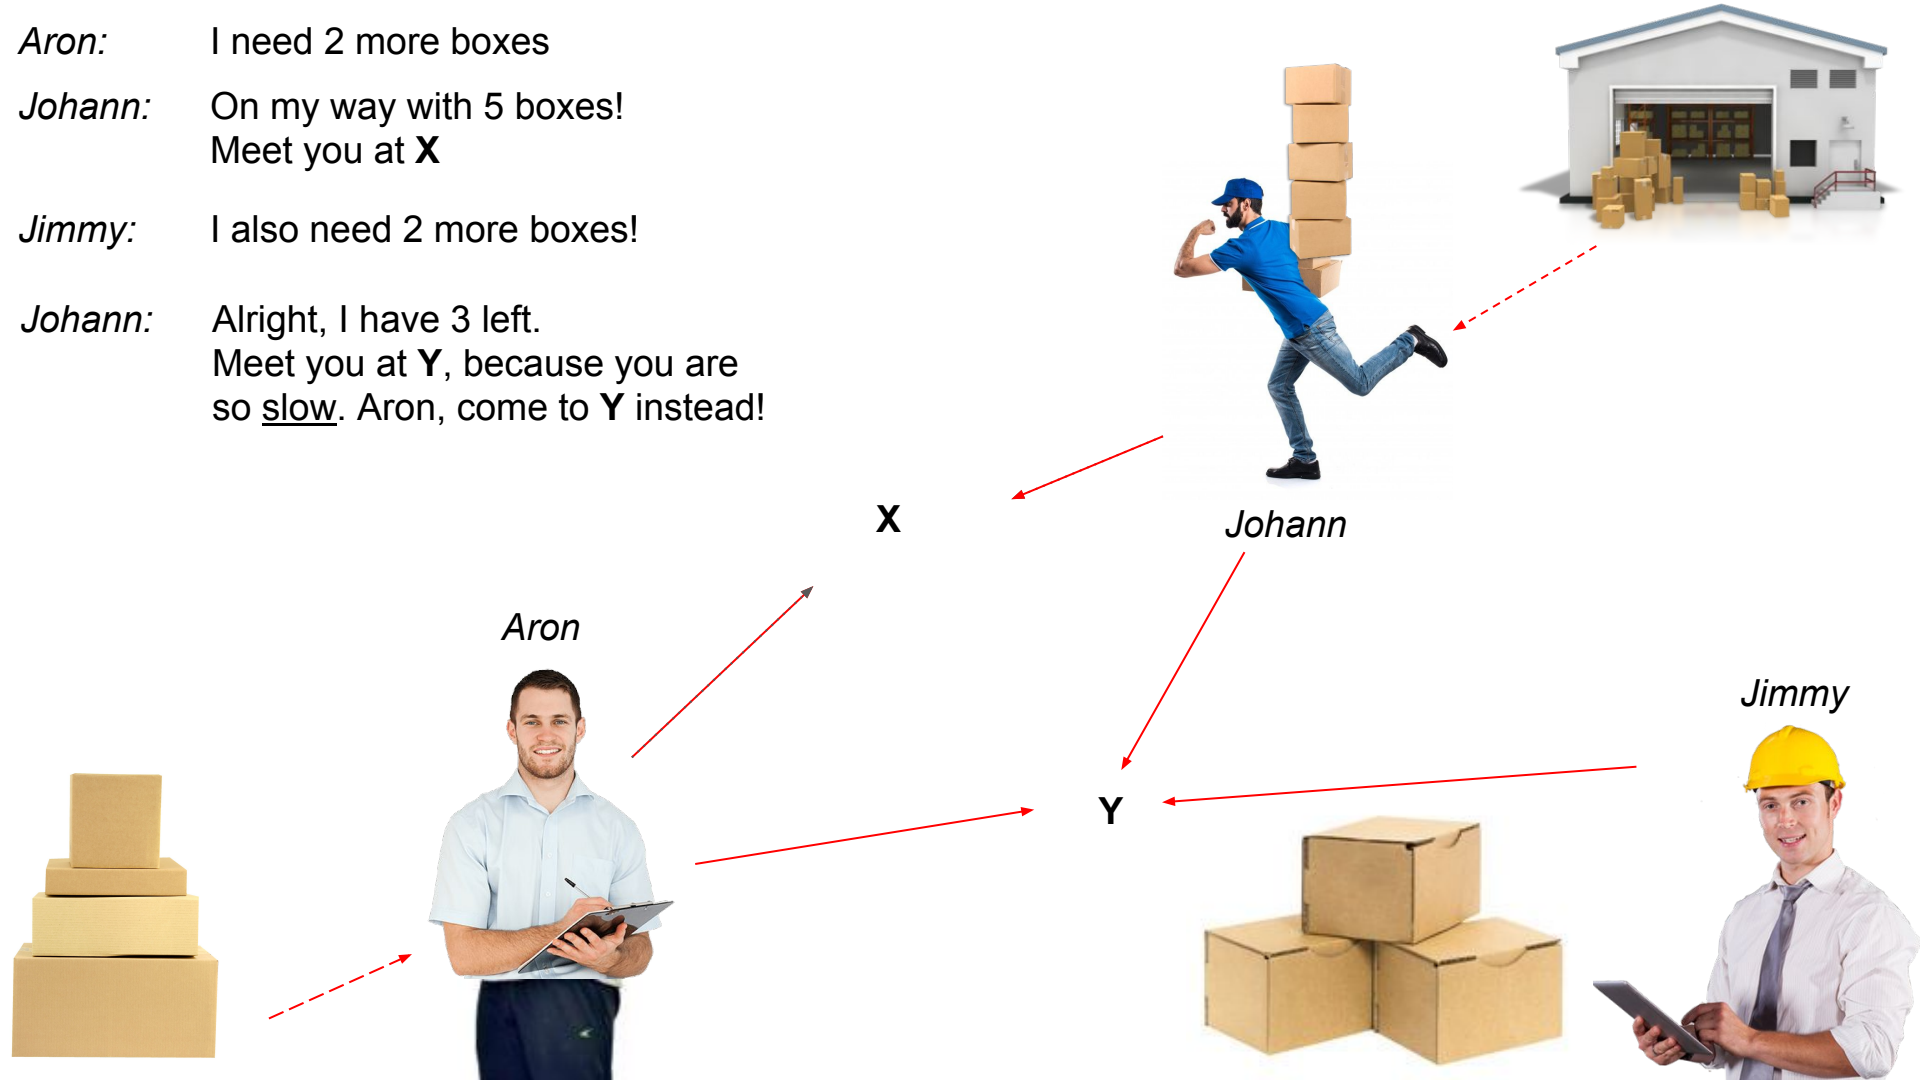 Aron: I need 2 more boxes
Johann: On my way with 5 boxes!
Meet you at X
Jimmy: I also need 2 more boxes!
Johann: Alright, I have 3 left.
Meet you at Y, because you are
so slow. Aron, come to Y instead!
X
Johann
Aron
Jimmy
Y